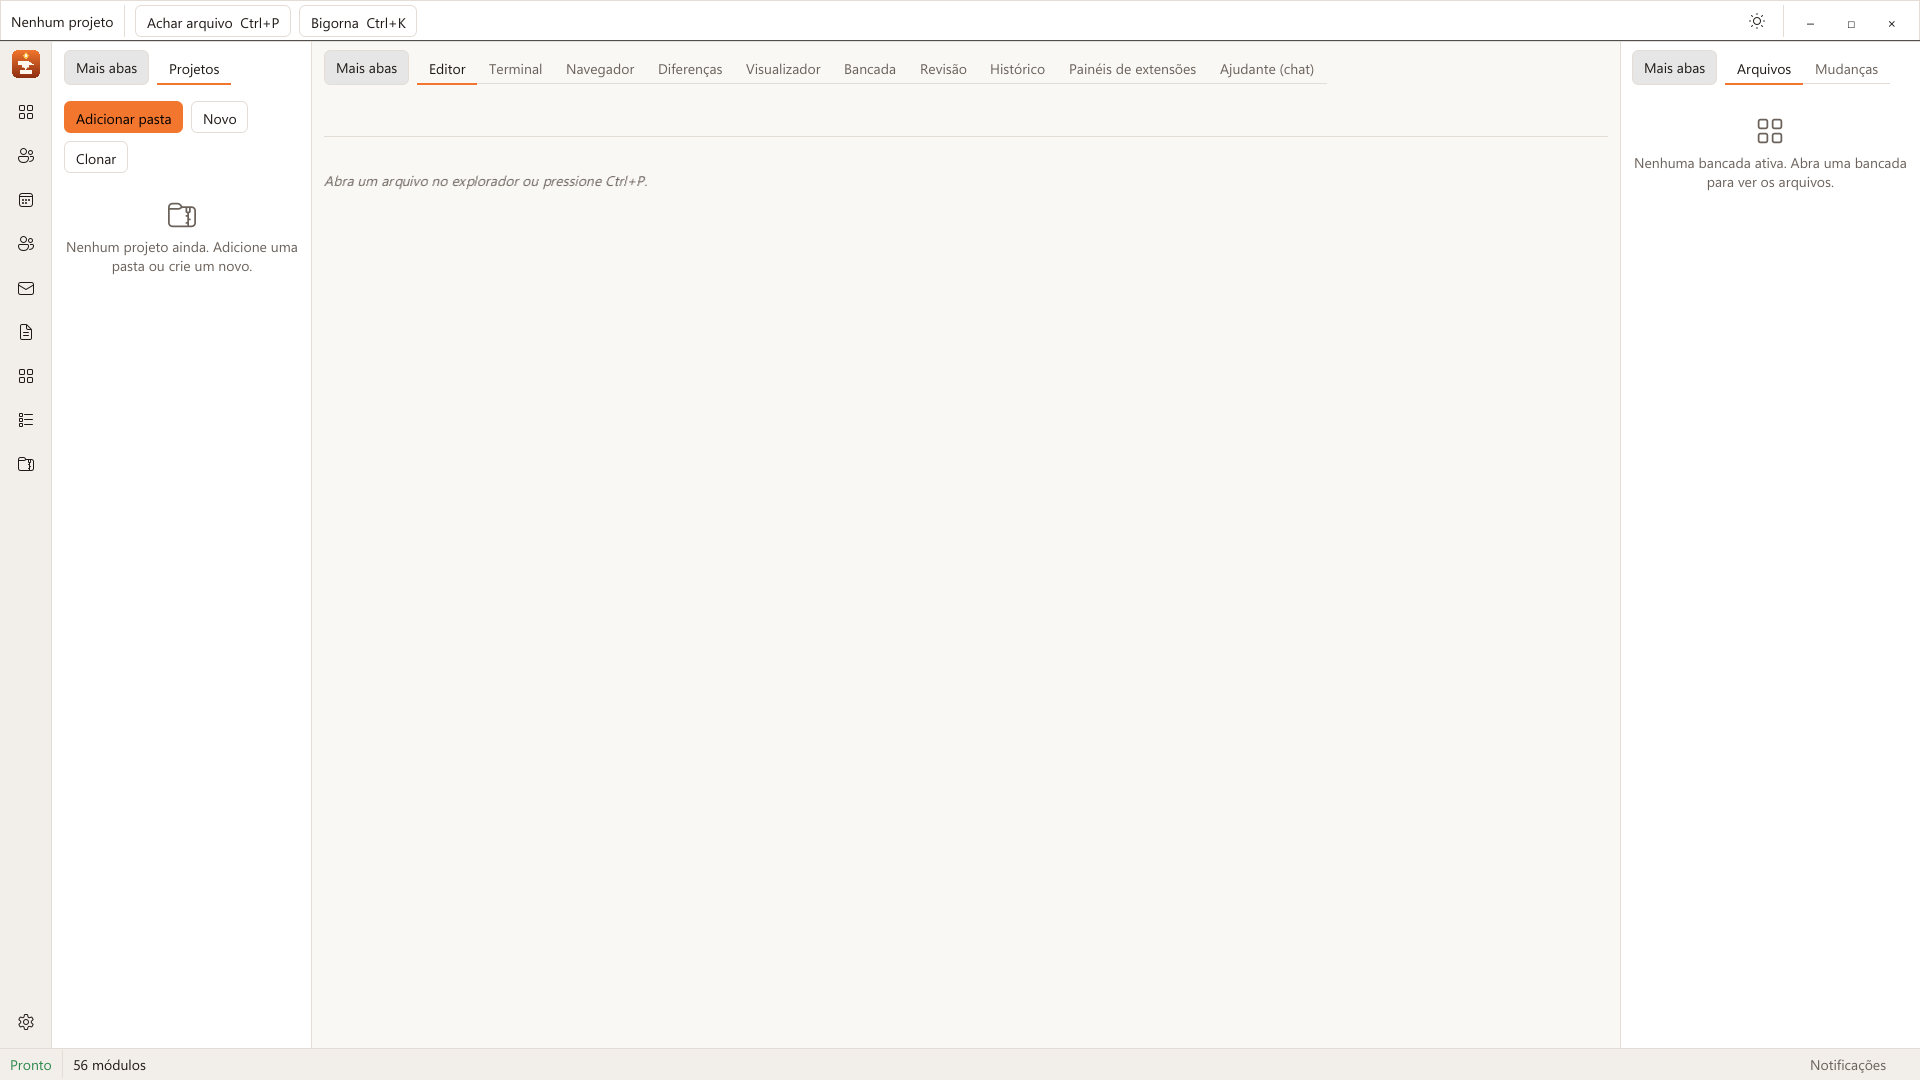 Nenhum projeto
Achar arquivo Ctrl+P
Bigorna Ctrl+K
Mais abas
Projetos
Adicionar pasta
Novo
Clonar
Nenhum projeto ainda. Adicione uma
pasta ou crie um novo.
Mais abas
Editor
Terminal
Navegador
Diferenças
Visualizador
Bancada
Revisão
Histórico
Painéis de extensões
Ajudante (chat)
Abra um arquivo no explorador ou pressione Ctrl+P.
Mais abas
Arquivos
Mudanças
Nenhuma bancada ativa. Abra uma bancada
para ver os arquivos.
Pronto
56 módulos
Notificações